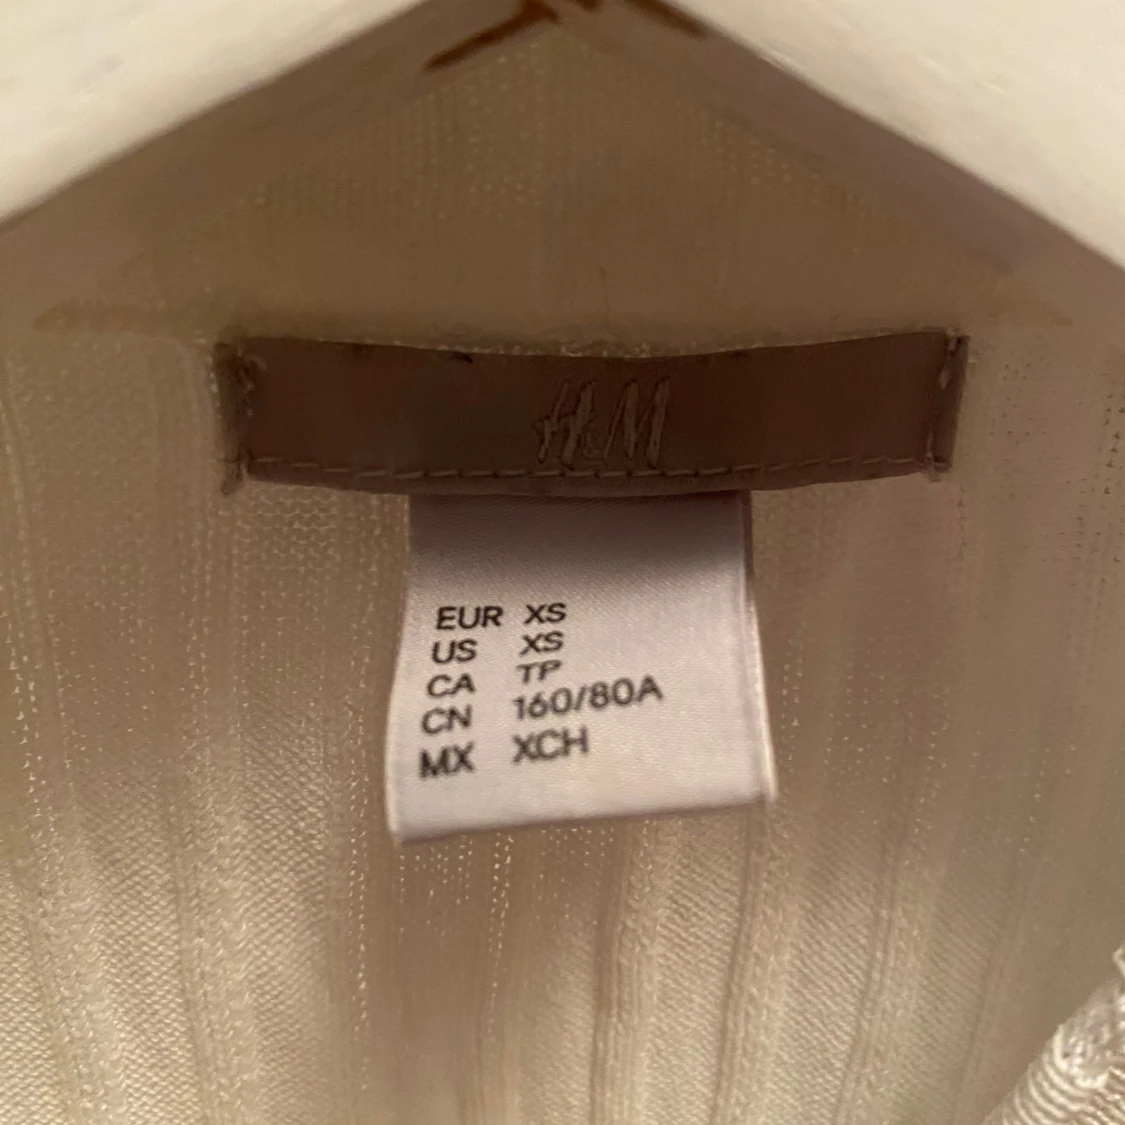 H&M
EUR XS
US XS
CA TP
CN 160/80A
MX XCH